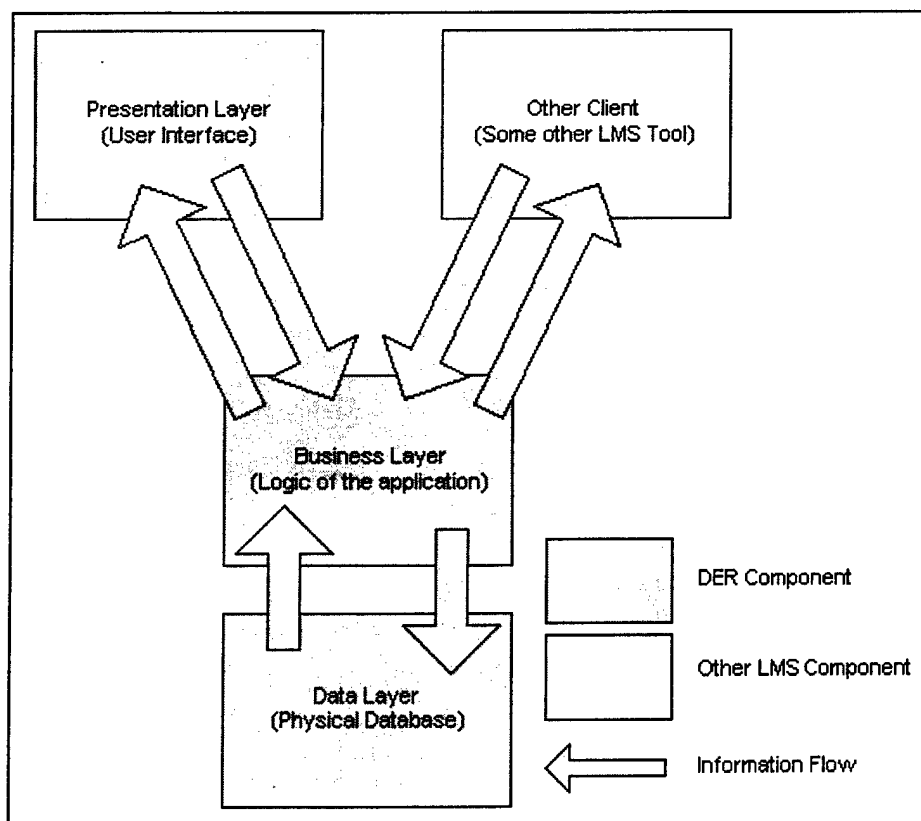 Presentation Layer
(User Interface)
Other Client
(Some other LMS Tool)
Business Layer
(Logic of the application)
Data Layer
(Physical Database)
DER Component
Other LMS Component
Information Flow